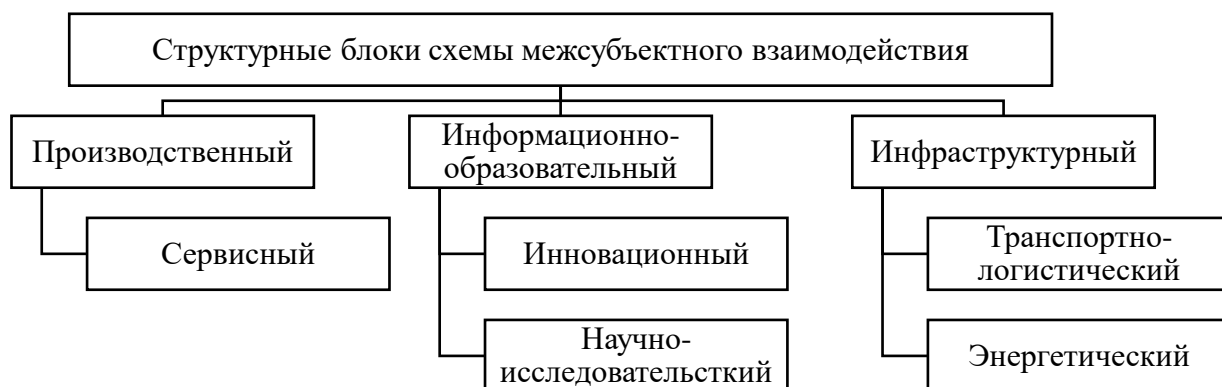 Структурные блоки схемы межсубъектного взаимодействия
Производственный
Информационно-
образовательный
Инфраструктурный
Сервисный
Инновационный
Транспортно-
логистический
Научно-
исследовательсткий
Энергетический